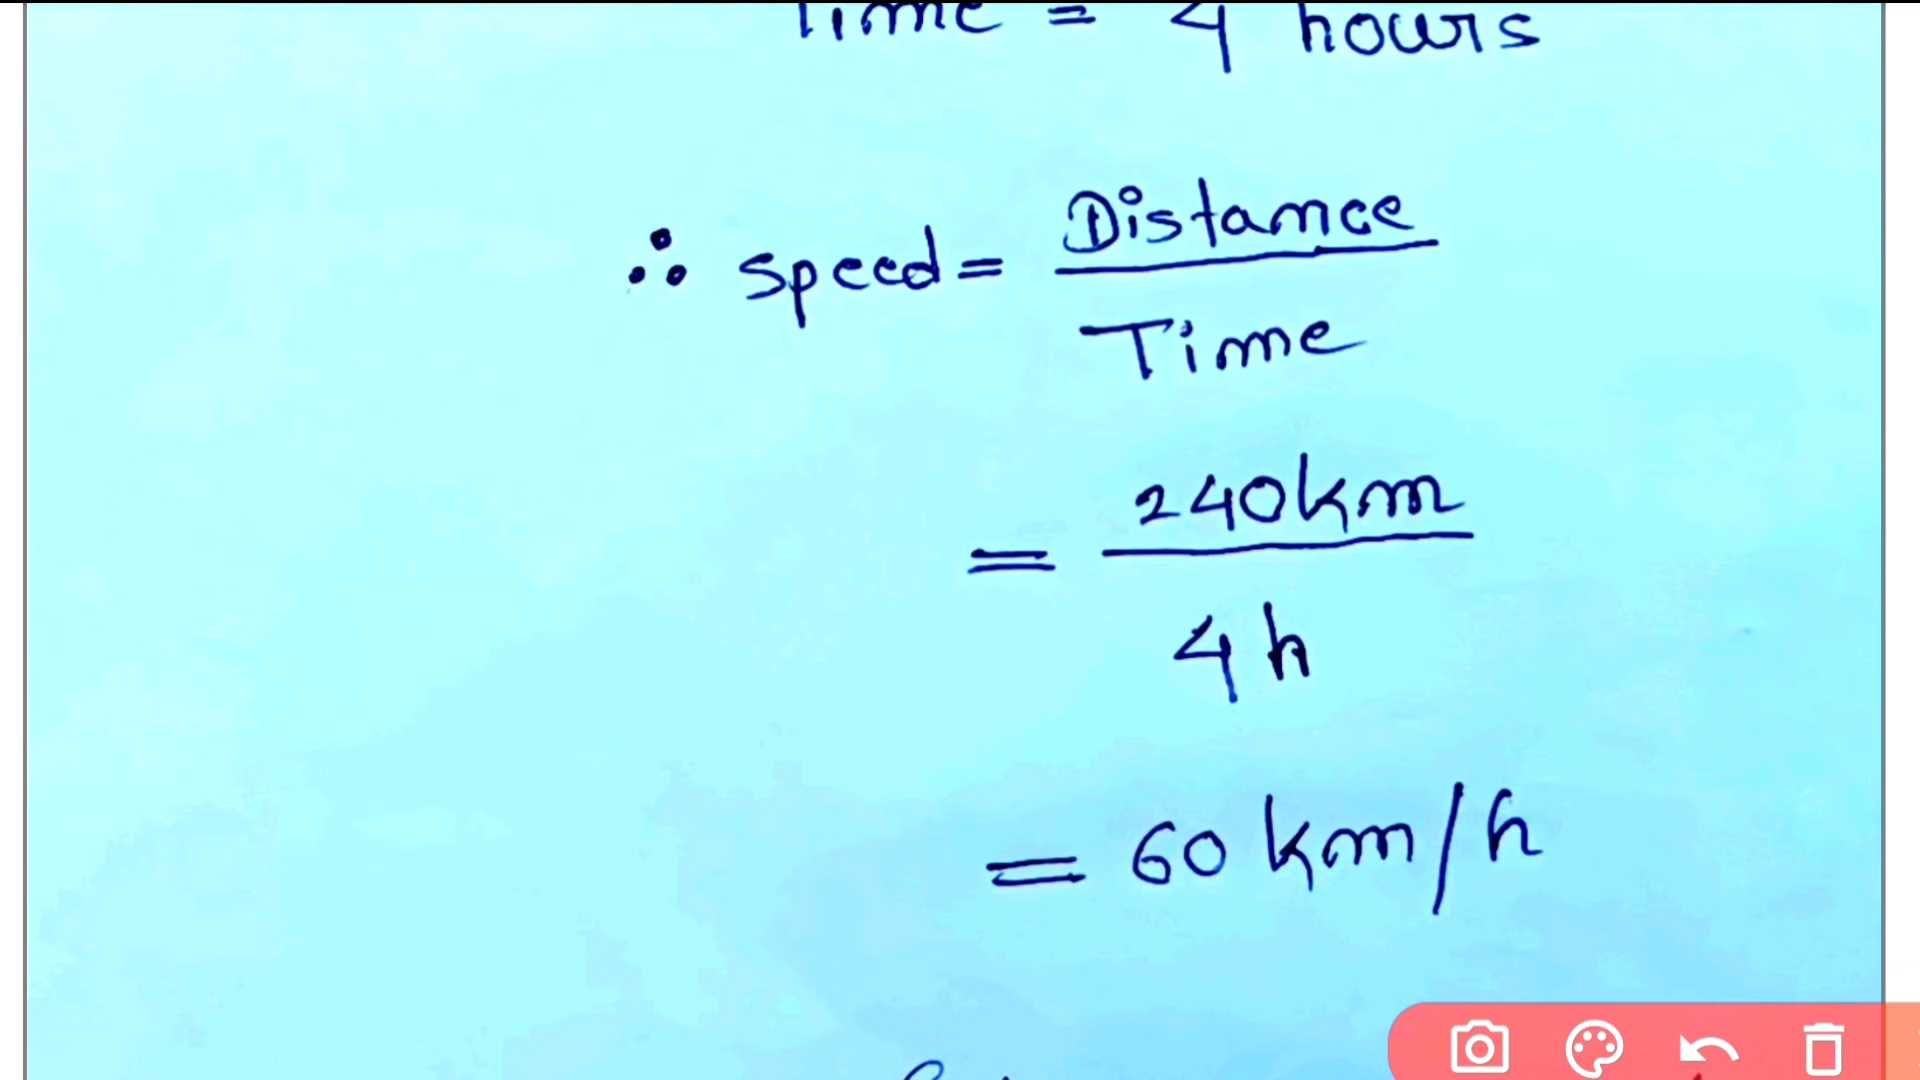 Time = 4 hours
∴ speed = Distance
Time
= 240km
4h
= 60 km/h